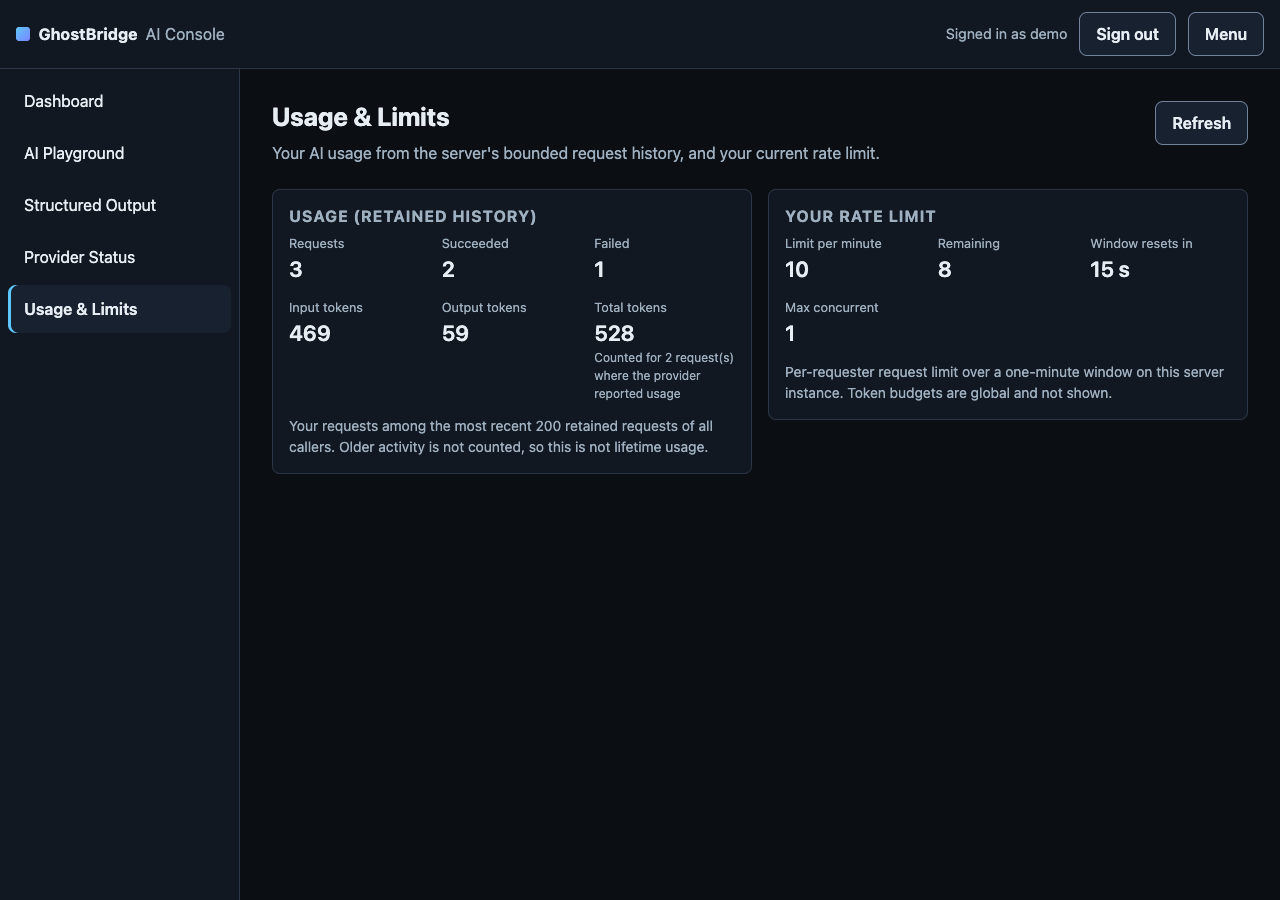 GhostBridge AI Console
Signed in as demo
Sign out
Menu
Dashboard
AI Playground
Structured Output
Provider Status
Usage & Limits
Usage & Limits
Refresh
Your AI usage from the server's bounded request history, and your current rate limit.
USAGE (RETAINED HISTORY)
Requests
3
Succeeded
2
Failed
1
Input tokens
469
Output tokens
59
Total tokens
528
Counted for 2 request(s)
where the provider
reported usage
Your requests among the most recent 200 retained requests of all
callers. Older activity is not counted, so this is not lifetime usage.
YOUR RATE LIMIT
Limit per minute
10
Remaining
8
Window resets in
15 s
Max concurrent
1
Per-requester request limit over a one-minute window on this server
instance. Token budgets are global and not shown.